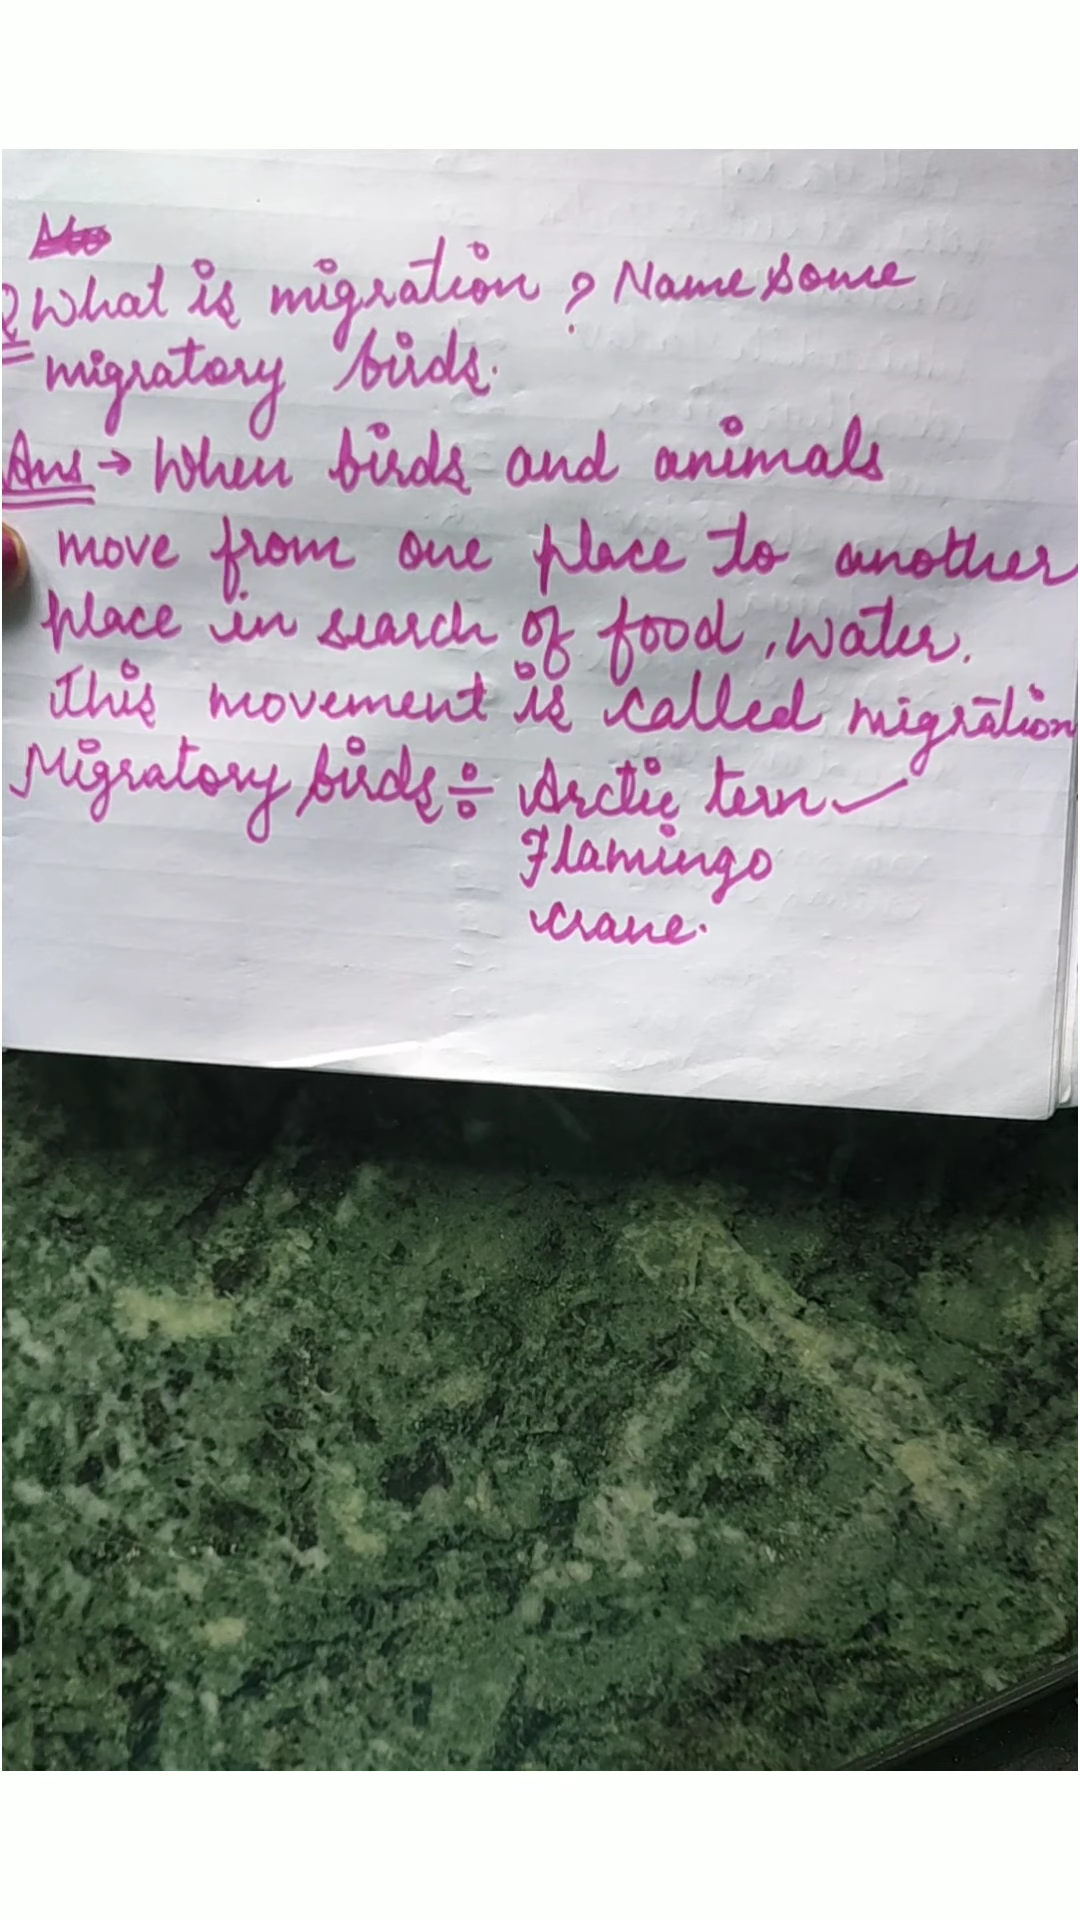 Q What is migration ? Name some
migratory birds.
Ans → When birds and animals
move from one place to another
place in search of food, water.
This movement is called migration
Migratory birds ÷ Arctic tern ✓
Flamingo
crane.